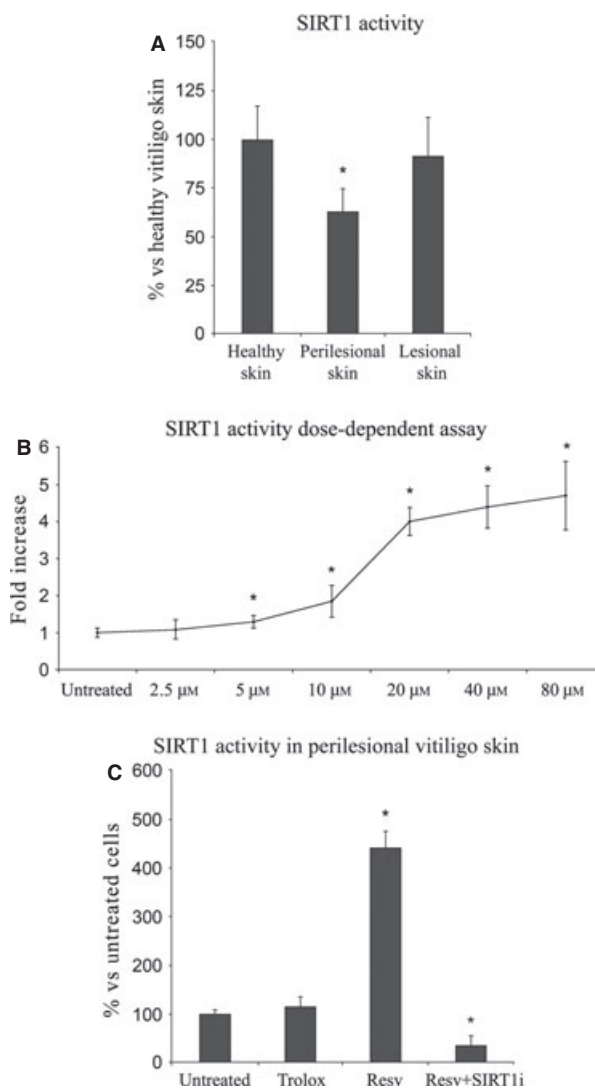 SIRT1 activity
A
150
125
100
75
50
25
0
% vs healthy vitiligo skin
*
Healthy skin
Perilesional skin
Lesional skin
SIRT1 activity dose-dependent assay
B
6
5
4
3
2
1
0
Fold increase
* * * * *
Untreated 2.5 μM 5 μM 10 μM 20 μM 40 μM 80 μM
SIRT1 activity in perilesional vitiligo skin
C
600
500
400
300
200
100
0
% vs untreated cells
* *
Untreated Trolox Resv Resv+SIRT1i